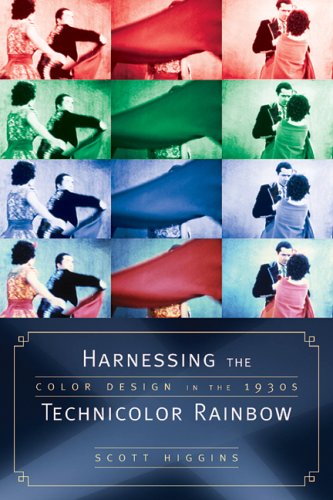 HARNESSING THE
COLOR DESIGN IN THE 1930S
TECHNICOLOR RAINBOW
SCOTT HIGGINS